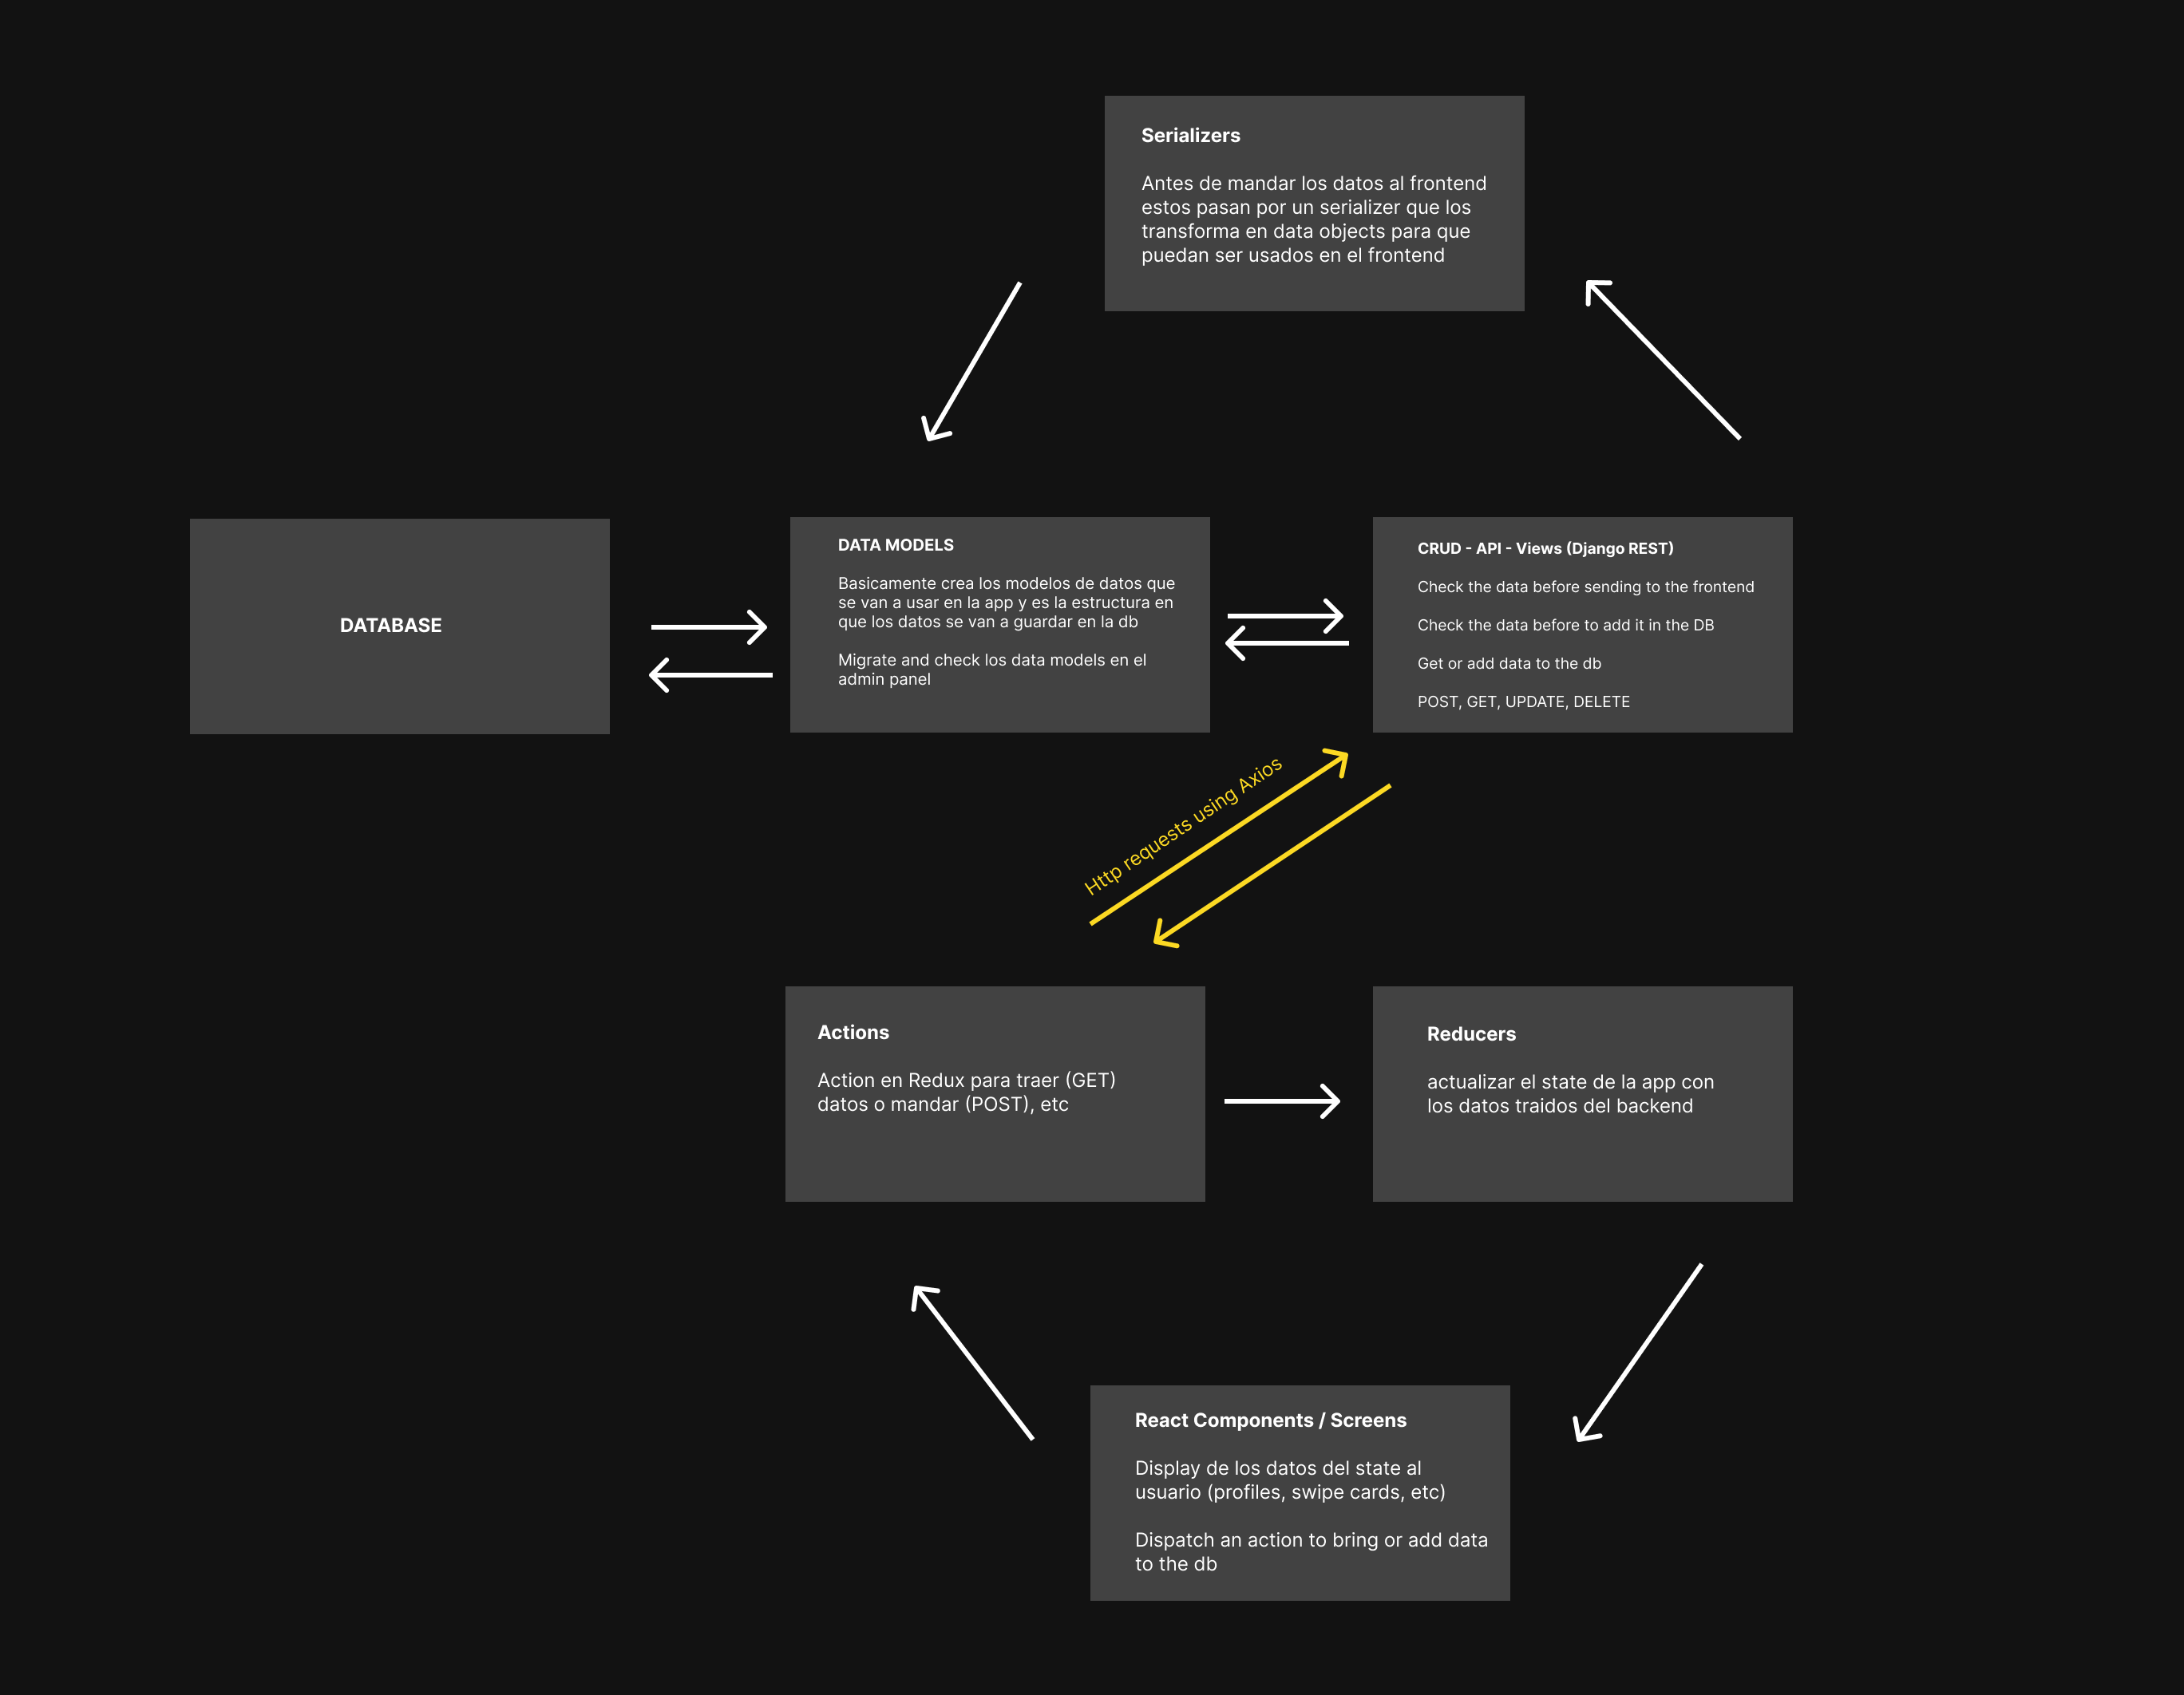 Serializers
Antes de mandar los datos al frontend
estos pasan por un serializer que los
transforma en data objects para que
puedan ser usados en el frontend
DATABASE
DATA MODELS
Basicamente crea los modelos de datos que
se van a usar en la app y es la estructura en
que los datos se van a guardar en la db
Migrate and check los data models en el
admin panel
CRUD - API - Views (Django REST)
Check the data before sending to the frontend
Check the data before to add it in the DB
Get or add data to the db
POST, GET, UPDATE, DELETE
Http requests using Axios
Actions
Action en Redux para traer (GET)
datos o mandar (POST), etc
Reducers
actualizar el state de la app con
los datos traidos del backend
React Components / Screens
Display de los datos del state al
usuario (profiles, swipe cards, etc)
Dispatch an action to bring or add data
to the db